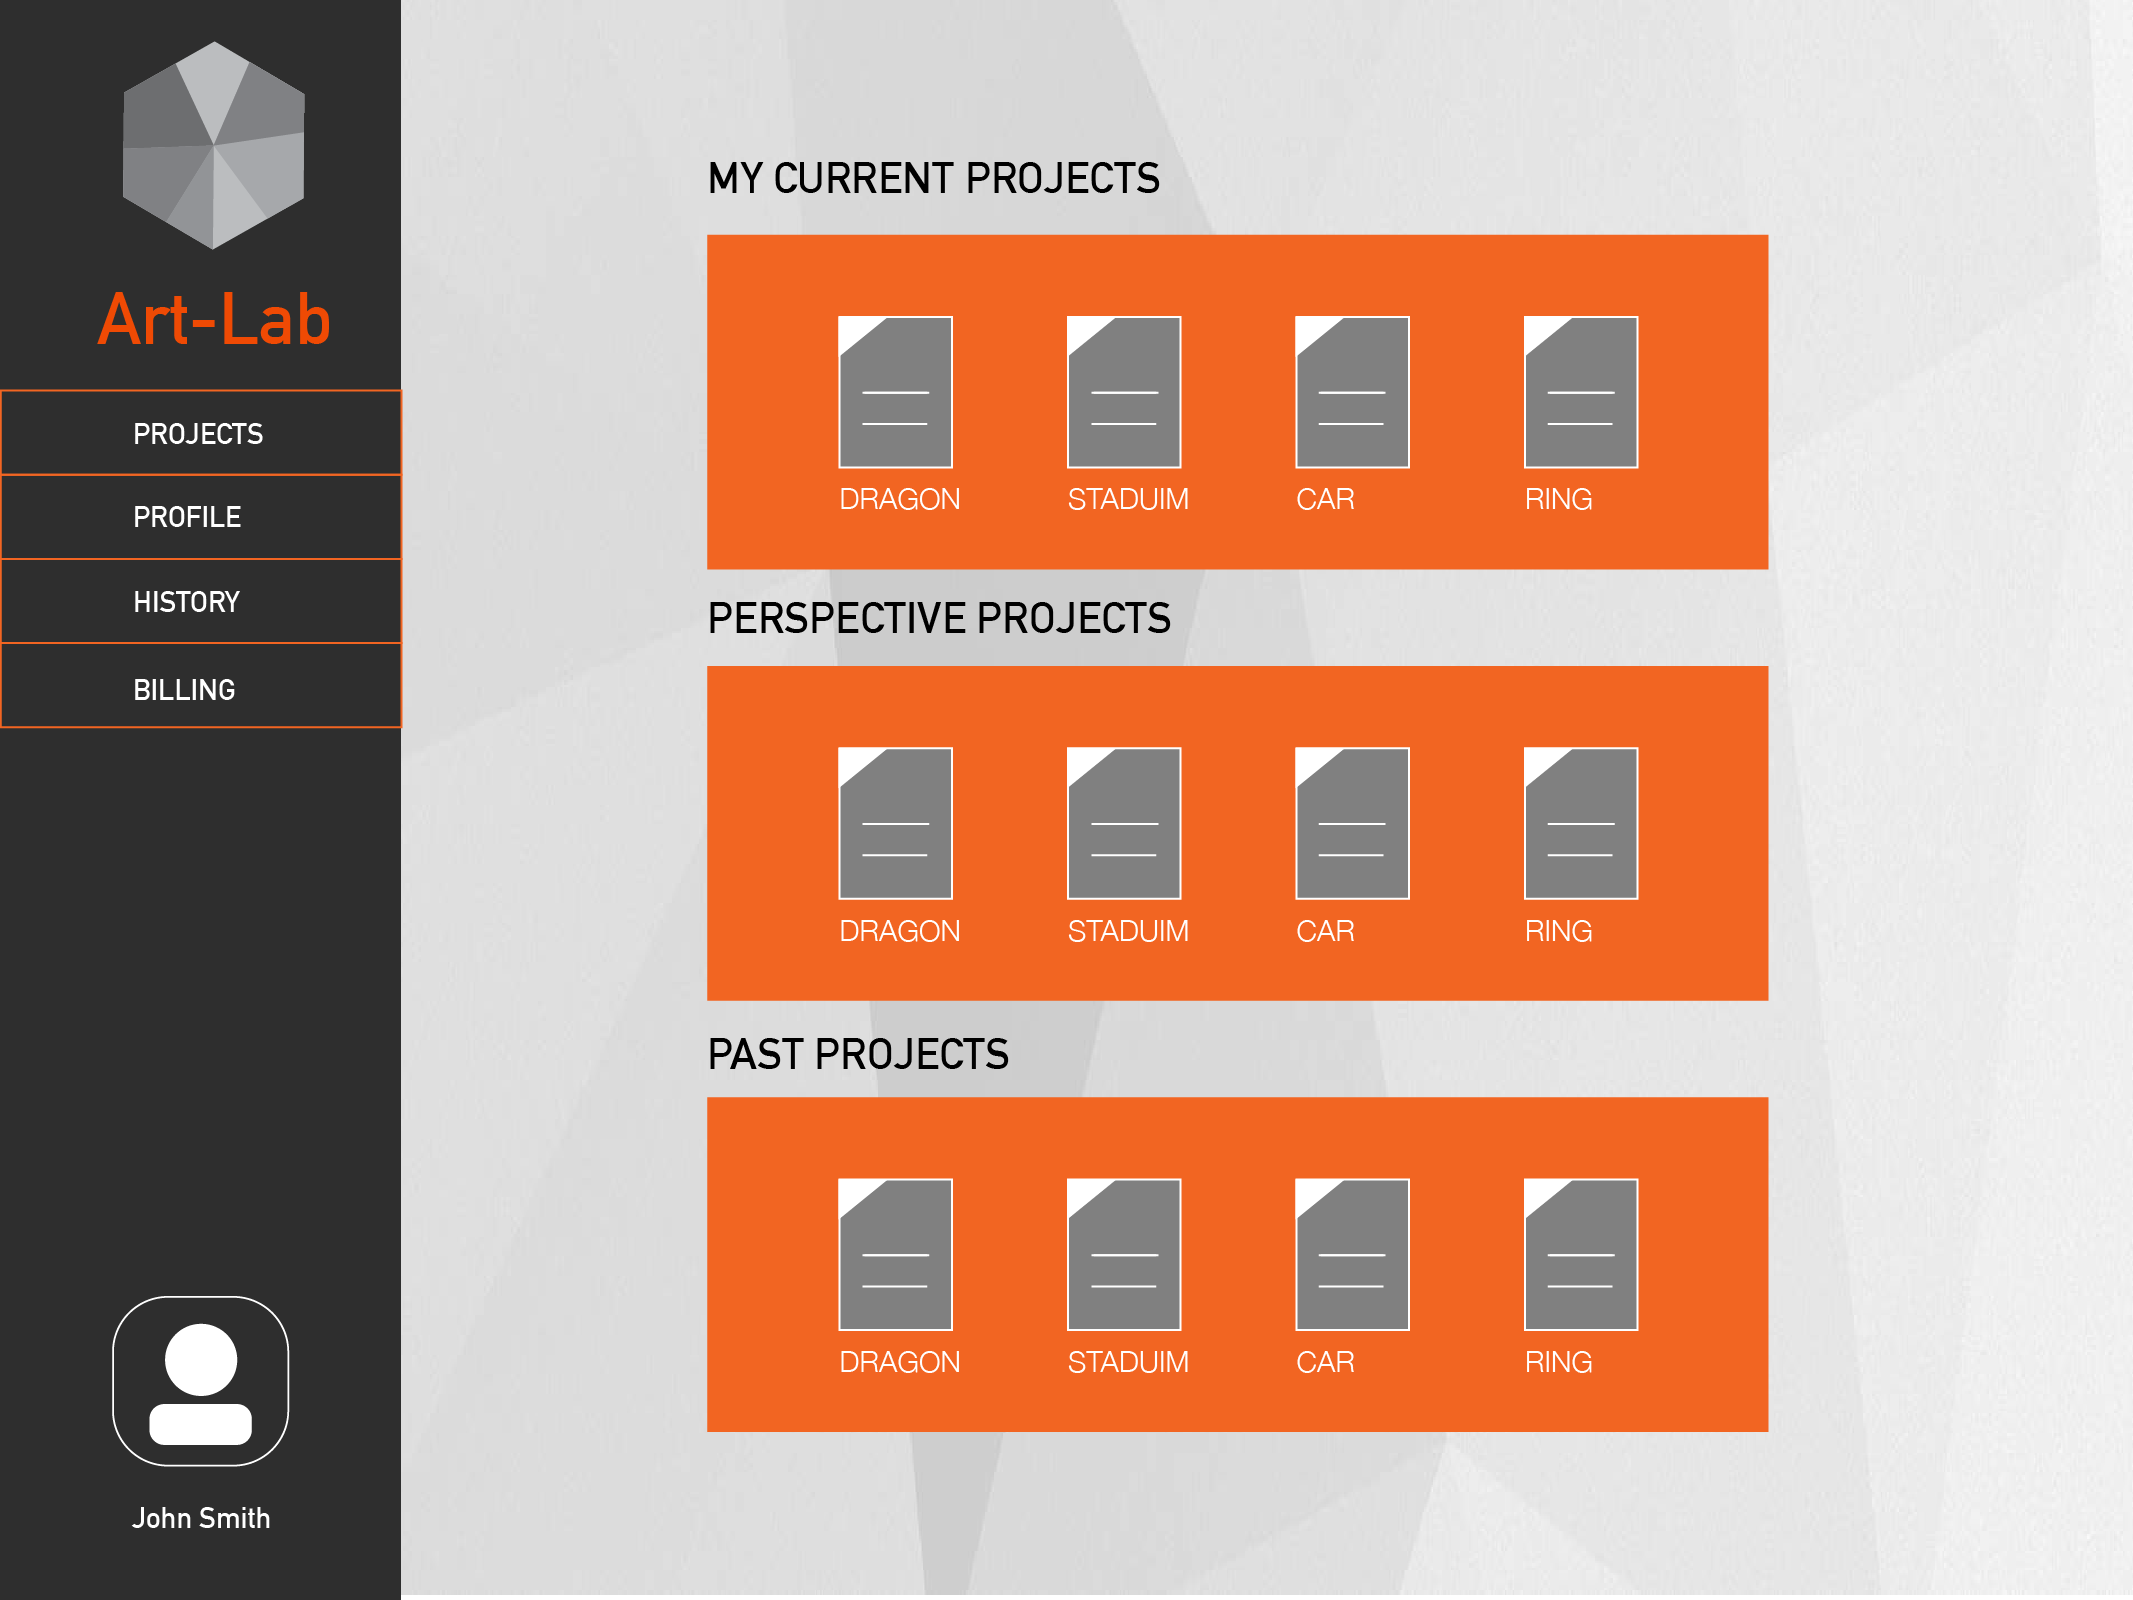 Art-Lab
PROJECTS
PROFILE
HISTORY
BILLING
John Smith
MY CURRENT PROJECTS
DRAGON STADUIM CAR RING
PERSPECTIVE PROJECTS
DRAGON STADUIM CAR RING
PAST PROJECTS
DRAGON STADUIM CAR RING